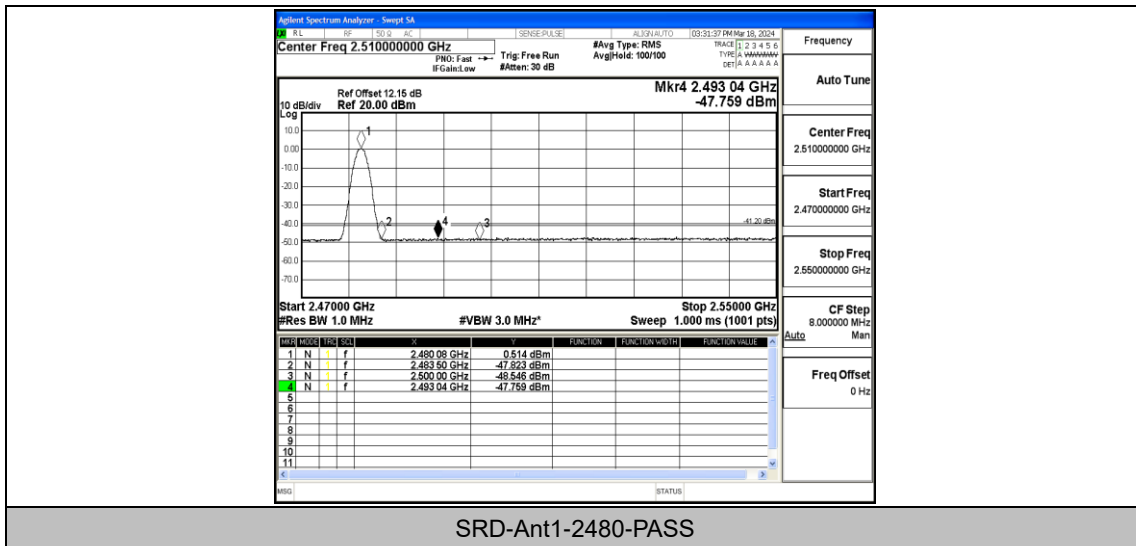 Agilent Spectrum Analyzer - Swept SA
RL RF 50 Ω AC SENSE:PULSE ALIGN AUTO 03:31:37 PM Mar 18, 2024
Center Freq 2.510000000 GHz
PNO: Fast
IFGain:Low
Trig: Free Run
#Atten: 30 dB
#Avg Type: RMS
Avg|Hold: 100/100
TRACE 1 2 3 4 5 6
TYPE A WWWWW
DET A A A A A A
Frequency
Auto Tune
Center Freq
2.510000000 GHz
Start Freq
2.470000000 GHz
Stop Freq
2.550000000 GHz
CF Step
8.000000 MHz
Auto Man
Freq Offset
0 Hz
Mkr4 2.493 04 GHz
-47.759 dBm
Ref Offset 12.15 dB
10 dB/div Ref 20.00 dBm
Log
10.0
0.00
-10.0
-20.0
-30.0
-40.0
-50.0
-60.0
-70.0
1
2
4
3
-41.20 dBm
Start 2.47000 GHz Stop 2.55000 GHz
#Res BW 1.0 MHz #VBW 3.0 MHz* Sweep 1.000 ms (1001 pts)
MKR MODE TRC SCL X Y FUNCTION FUNCTION WIDTH FUNCTION VALUE
1 N 1 f 2.480 08 GHz 0.514 dBm
2 N 1 f 2.483 50 GHz -47.823 dBm
3 N 1 f 2.500 00 GHz -48.546 dBm
4 N 1 f 2.493 04 GHz -47.759 dBm
5
6
7
8
9
10
11
MSG STATUS
SRD-Ant1-2480-PASS